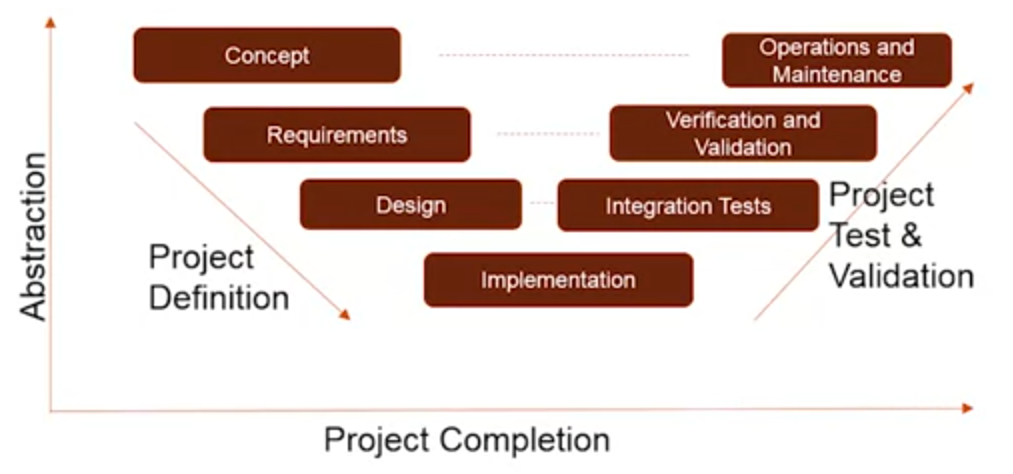 Concept
Operations and
Maintenance
Requirements
Verification and
Validation
Design
Integration Tests
Project
Test &
Validation
Project
Definition
Implementation
Abstraction
Project Completion